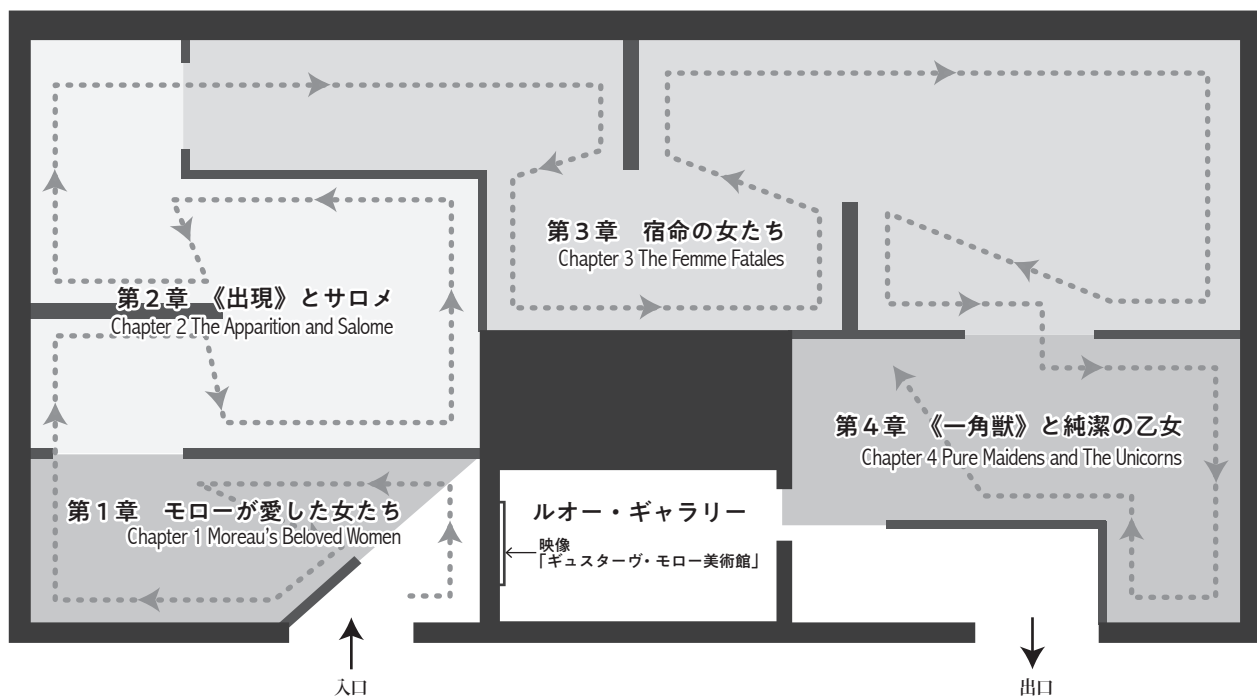 第3章　宿命の女たち
Chapter 3 The Femme Fatales
第2章　《出現》とサロメ
Chapter 2 The Apparition and Salome
第4章　《一角獣》と純潔の乙女
Chapter 4 Pure Maidens and The Unicorns
第1章　モローが愛した女たち
Chapter 1 Moreau's Beloved Women
ルオー・ギャラリー
映像
「ギュスターヴ・モロー美術館」
入口
出口